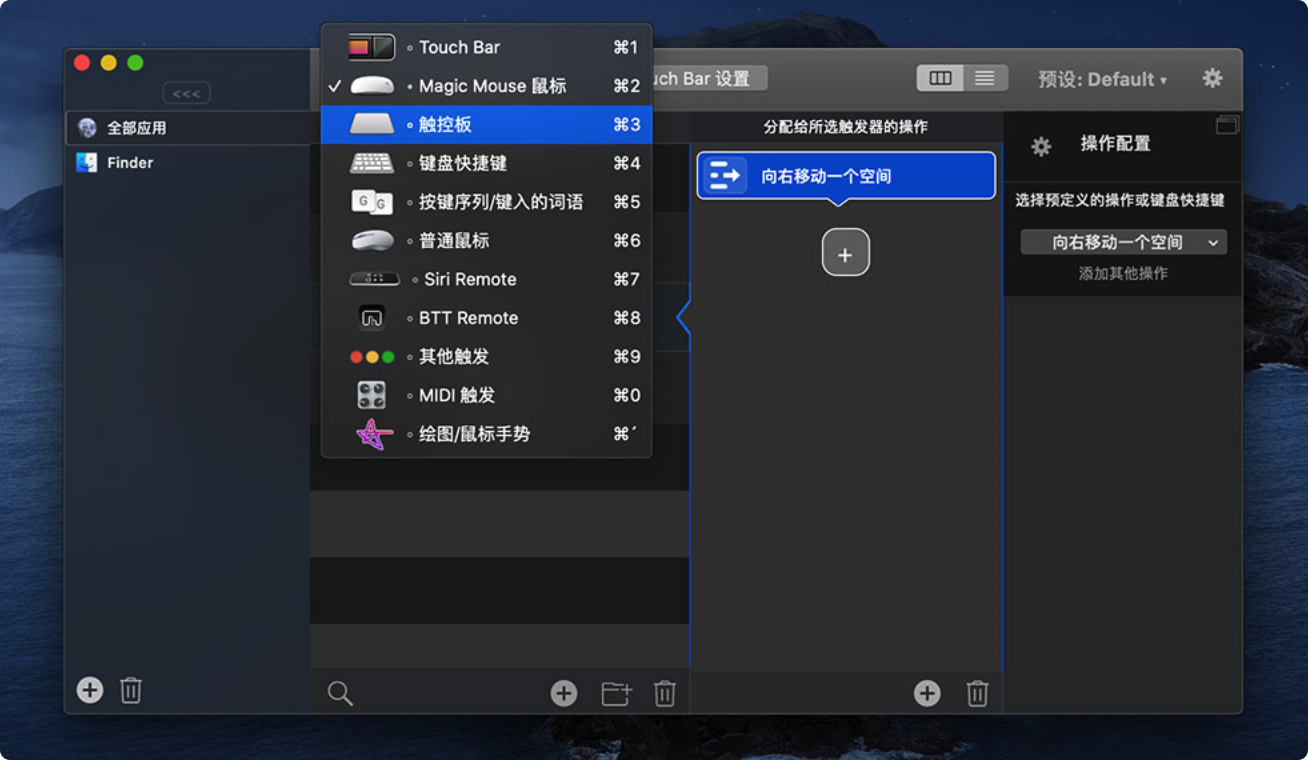 <<<
全部应用
Finder
Touch Bar ⌘1
✓ Magic Mouse 鼠标 ⌘2
触控板 ⌘3
键盘快捷键 ⌘4
G G 按键序列/键入的词语 ⌘5
普通鼠标 ⌘6
Siri Remote ⌘7
BTT Remote ⌘8
其他触发 ⌘9
MIDI 触发 ⌘0
绘图/鼠标手势 ⌘´
uch Bar 设置
预设: Default ▾
分配给所选触发器的操作
向右移动一个空间
+
操作配置
选择预定义的操作或键盘快捷键
向右移动一个空间
添加其他操作